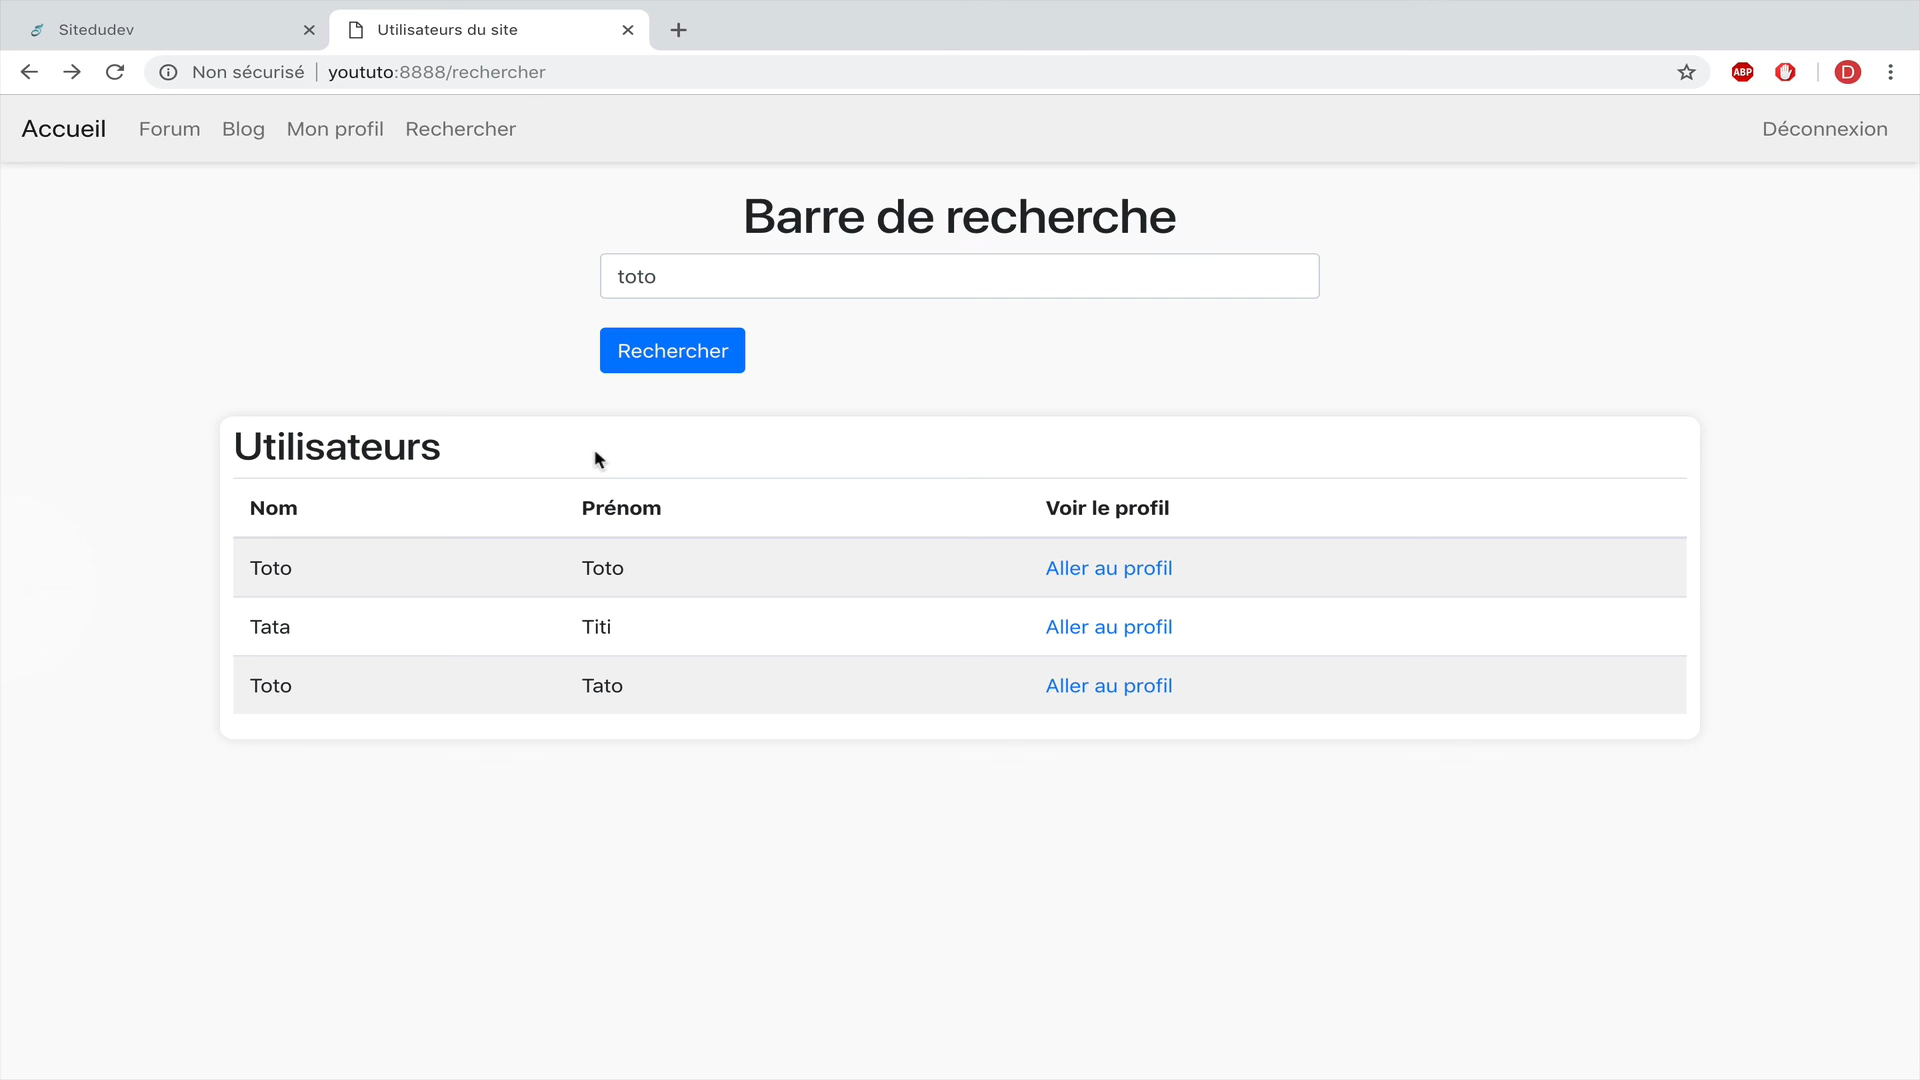 Sitedudev
Utilisateurs du site
Non sécurisé
yoututo:8888/rechercher
ABP
D
Accueil Forum Blog Mon profil Rechercher Déconnexion
Barre de recherche
toto
Rechercher
Utilisateurs
Nom Prénom Voir le profil
Toto Toto Aller au profil
Tata Titi Aller au profil
Toto Tato Aller au profil